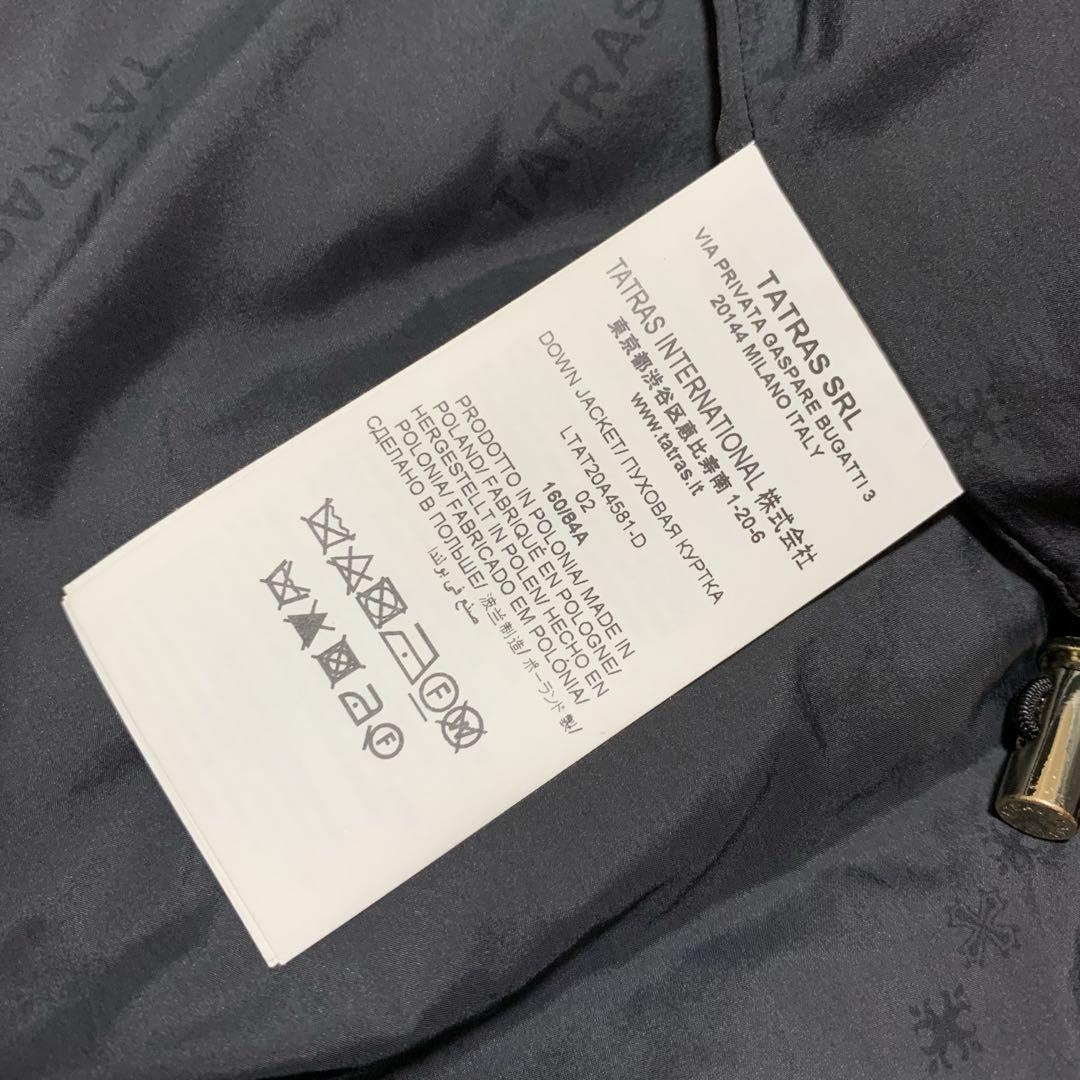 TATRAS
TATRAS
TATRAS SRL
VIA PRIVATA GASPARE BUGATTI 3
20144 MILANO ITALY
TATRAS INTERNATIONAL 株式会社
東京都渋谷区恵比寿南 1-20-6
www.tatras.it
DOWN JACKET/ ПУХОВАЯ КУРТКА
LTAT20A4581-D
02
160/84A
PRODOTTO IN POLONIA/ MADE IN
POLAND/ FABRIQUÉ EN POLOGNE/
HERGESTELLT IN POLEN/ HECHO EN
POLONIA/ FABRICADO EM POLÓNIA/
СДЕЛАНО В ПОЛЬШЕ/ 波兰制造/ ポーランド製/
F
F